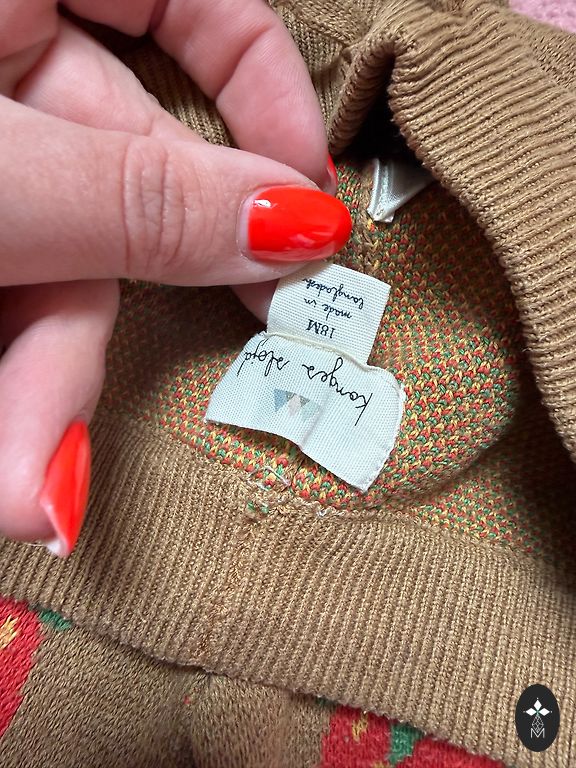 konges sløjd
18M
made in
bangladesh
M